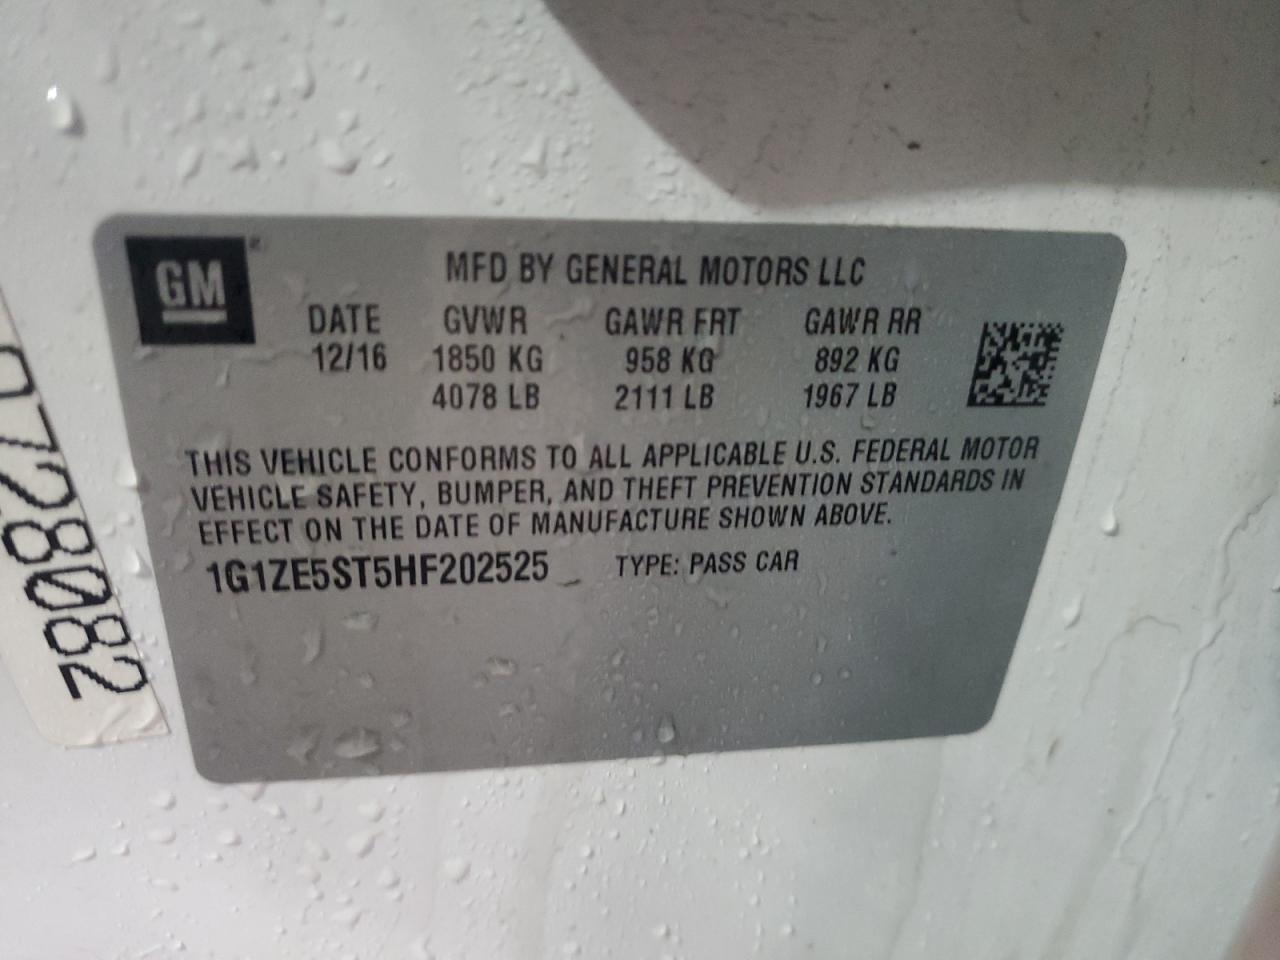 GM
MFD BY GENERAL MOTORS LLC
DATE GVWR GAWR FRT GAWR RR
12/16 1850 KG 958 KG 892 KG
4078 LB 2111 LB 1967 LB
THIS VEHICLE CONFORMS TO ALL APPLICABLE U.S. FEDERAL MOTOR
VEHICLE SAFETY, BUMPER, AND THEFT PREVENTION STANDARDS IN
EFFECT ON THE DATE OF MANUFACTURE SHOWN ABOVE.
1G1ZE5ST5HF202525 TYPE: PASS CAR